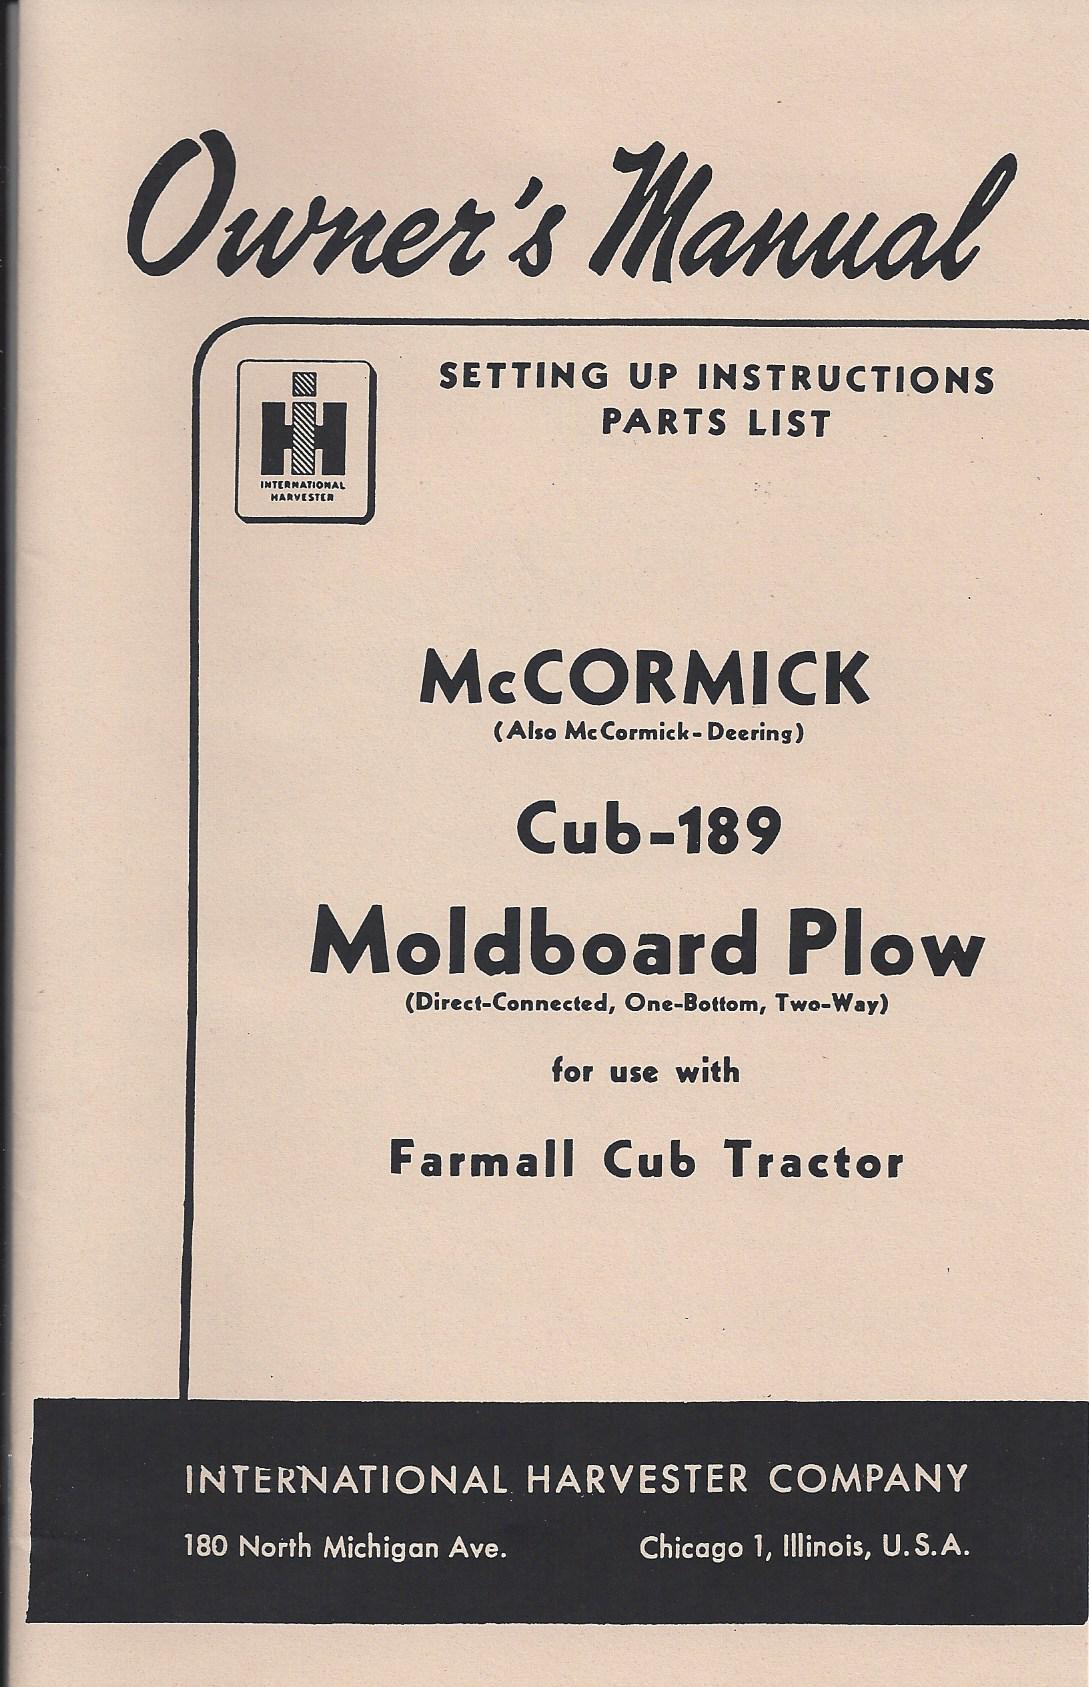 Owner's Manual
SETTING UP INSTRUCTIONS
PARTS LIST
IH
INTERNATIONAL
HARVESTER
McCORMICK
(Also McCormick-Deering)
Cub-189
Moldboard Plow
(Direct-Connected, One-Bottom, Two-Way)
for use with
Farmall Cub Tractor
INTERNATIONAL HARVESTER COMPANY
180 North Michigan Ave. Chicago 1, Illinois, U.S.A.